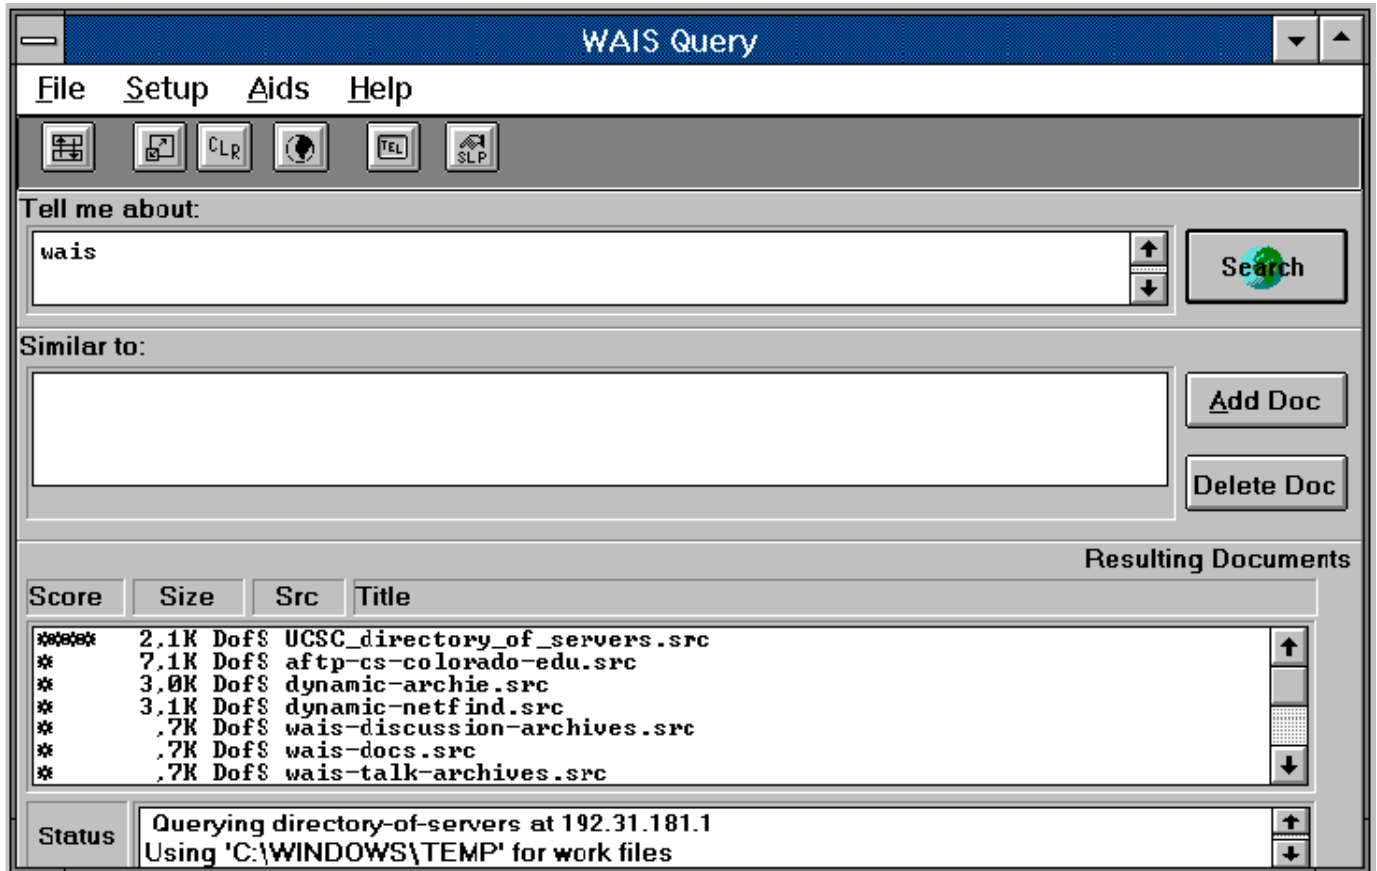 WAIS Query
File Setup Aids Help
CLR TEL SLP
Tell me about:
wais
Search
Similar to:
Add Doc
Delete Doc
Resulting Documents
Score Size Src Title
**** 2,1K DofS UCSC_directory_of_servers.src
* 7,1K DofS aftp-cs-colorado-edu.src
* 3,0K DofS dynamic-archie.src
* 3,1K DofS dynamic-netfind.src
* ,7K DofS wais-discussion-archives.src
* ,7K DofS wais-docs.src
* ,7K DofS wais-talk-archives.src
Status
Querying directory-of-servers at 192.31.181.1
Using 'C:\WINDOWS\TEMP' for work files